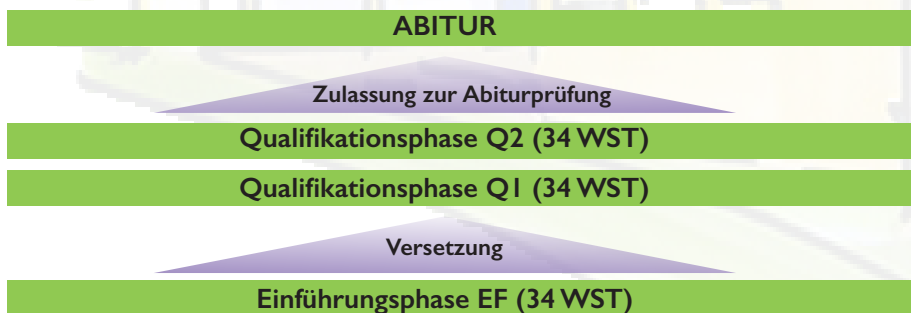 ABITUR
Zulassung zur Abiturprüfung
Qualifikationsphase Q2 (34 WST)
Qualifikationsphase Q1 (34 WST)
Versetzung
Einführungsphase EF (34 WST)